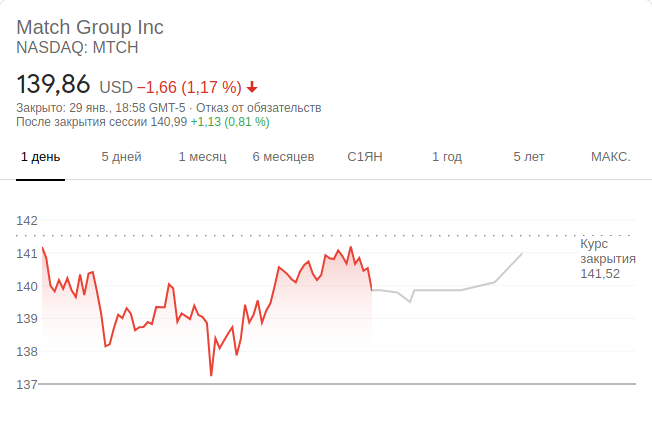 Match Group Inc
NASDAQ: MTCH
139,86 USD −1,66 (1,17 %)
Закрыто: 29 янв., 18:58 GMT-5 · Отказ от обязательств
После закрытия сессии 140,99 +1,13 (0,81 %)
1 день 5 дней 1 месяц 6 месяцев С1ЯН 1 год 5 лет МАКС.
142
141
140
139
138
137
Курс
закрытия
141,52